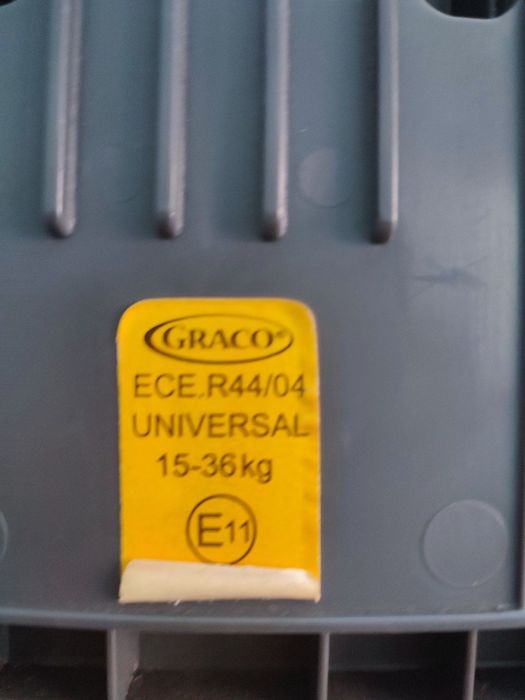 GRACO®
ECE.R44/04
UNIVERSAL
15-36kg
E11